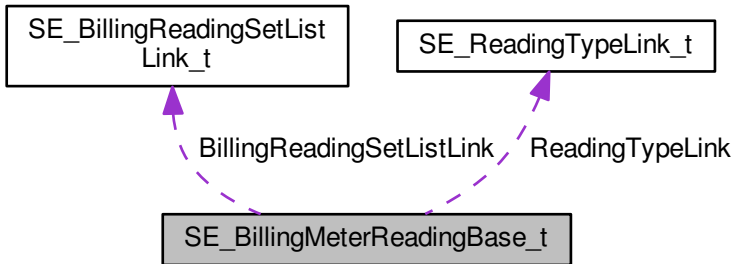 SE_BillingReadingSetList
Link_t
SE_ReadingTypeLink_t
BillingReadingSetListLink
ReadingTypeLink
SE_BillingMeterReadingBase_t